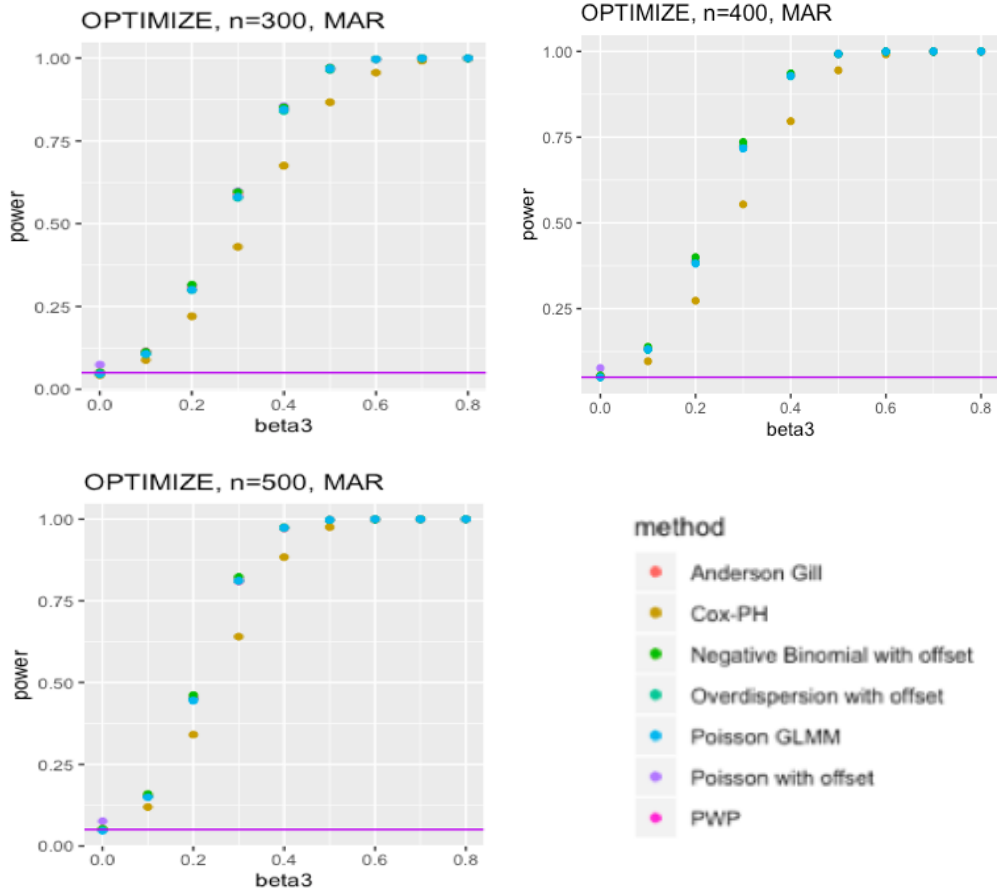 OPTIMIZE, n=300, MAR
1.00
0.75
0.50
0.25
0.00
power
0.0 0.2 0.4 0.6 0.8
beta3
OPTIMIZE, n=400, MAR
1.00
0.75
0.50
0.25
power
0.0 0.2 0.4 0.6 0.8
beta3
OPTIMIZE, n=500, MAR
1.00
0.75
0.50
0.25
0.00
power
0.0 0.2 0.4 0.6 0.8
beta3
method
Anderson Gill
Cox-PH
Negative Binomial with offset
Overdispersion with offset
Poisson GLMM
Poisson with offset
PWP